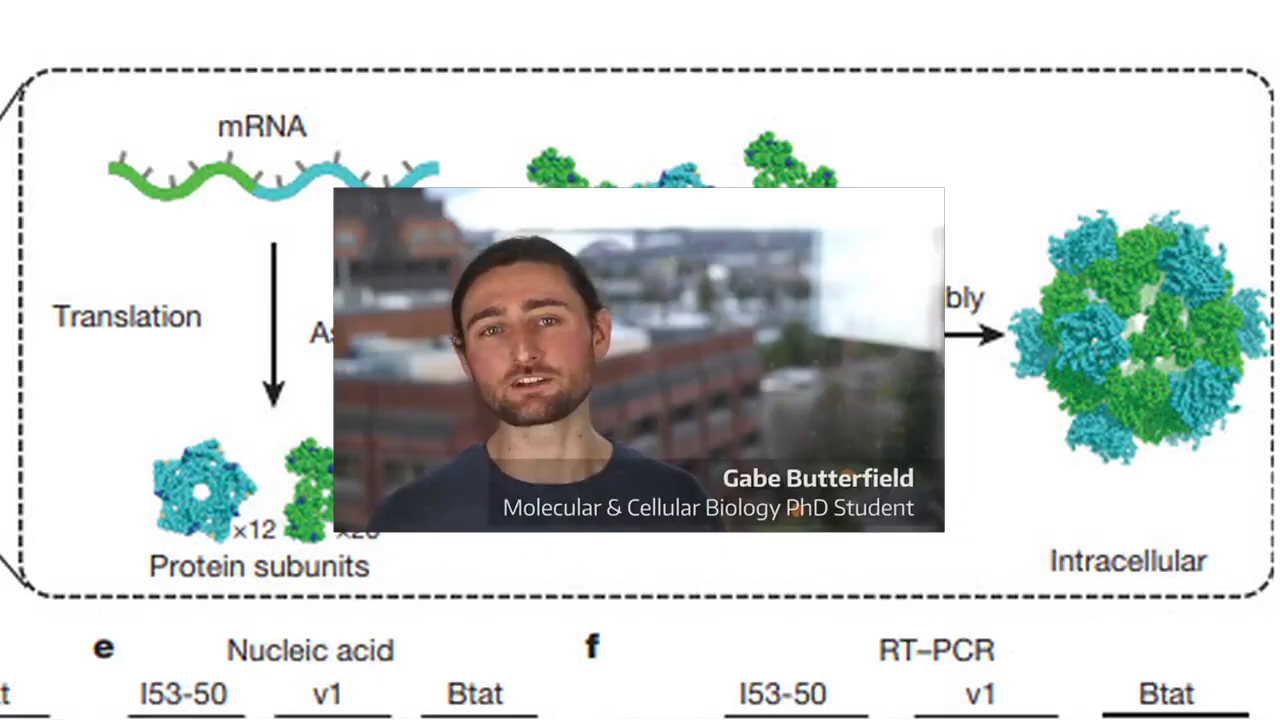 mRNA
Translation
As
bly
Gabe Butterfield
Molecular & Cellular Biology PhD Student
×12
Protein subunits
Intracellular
e Nucleic acid f RT–PCR
t I53-50 v1 Btat I53-50 v1 Btat